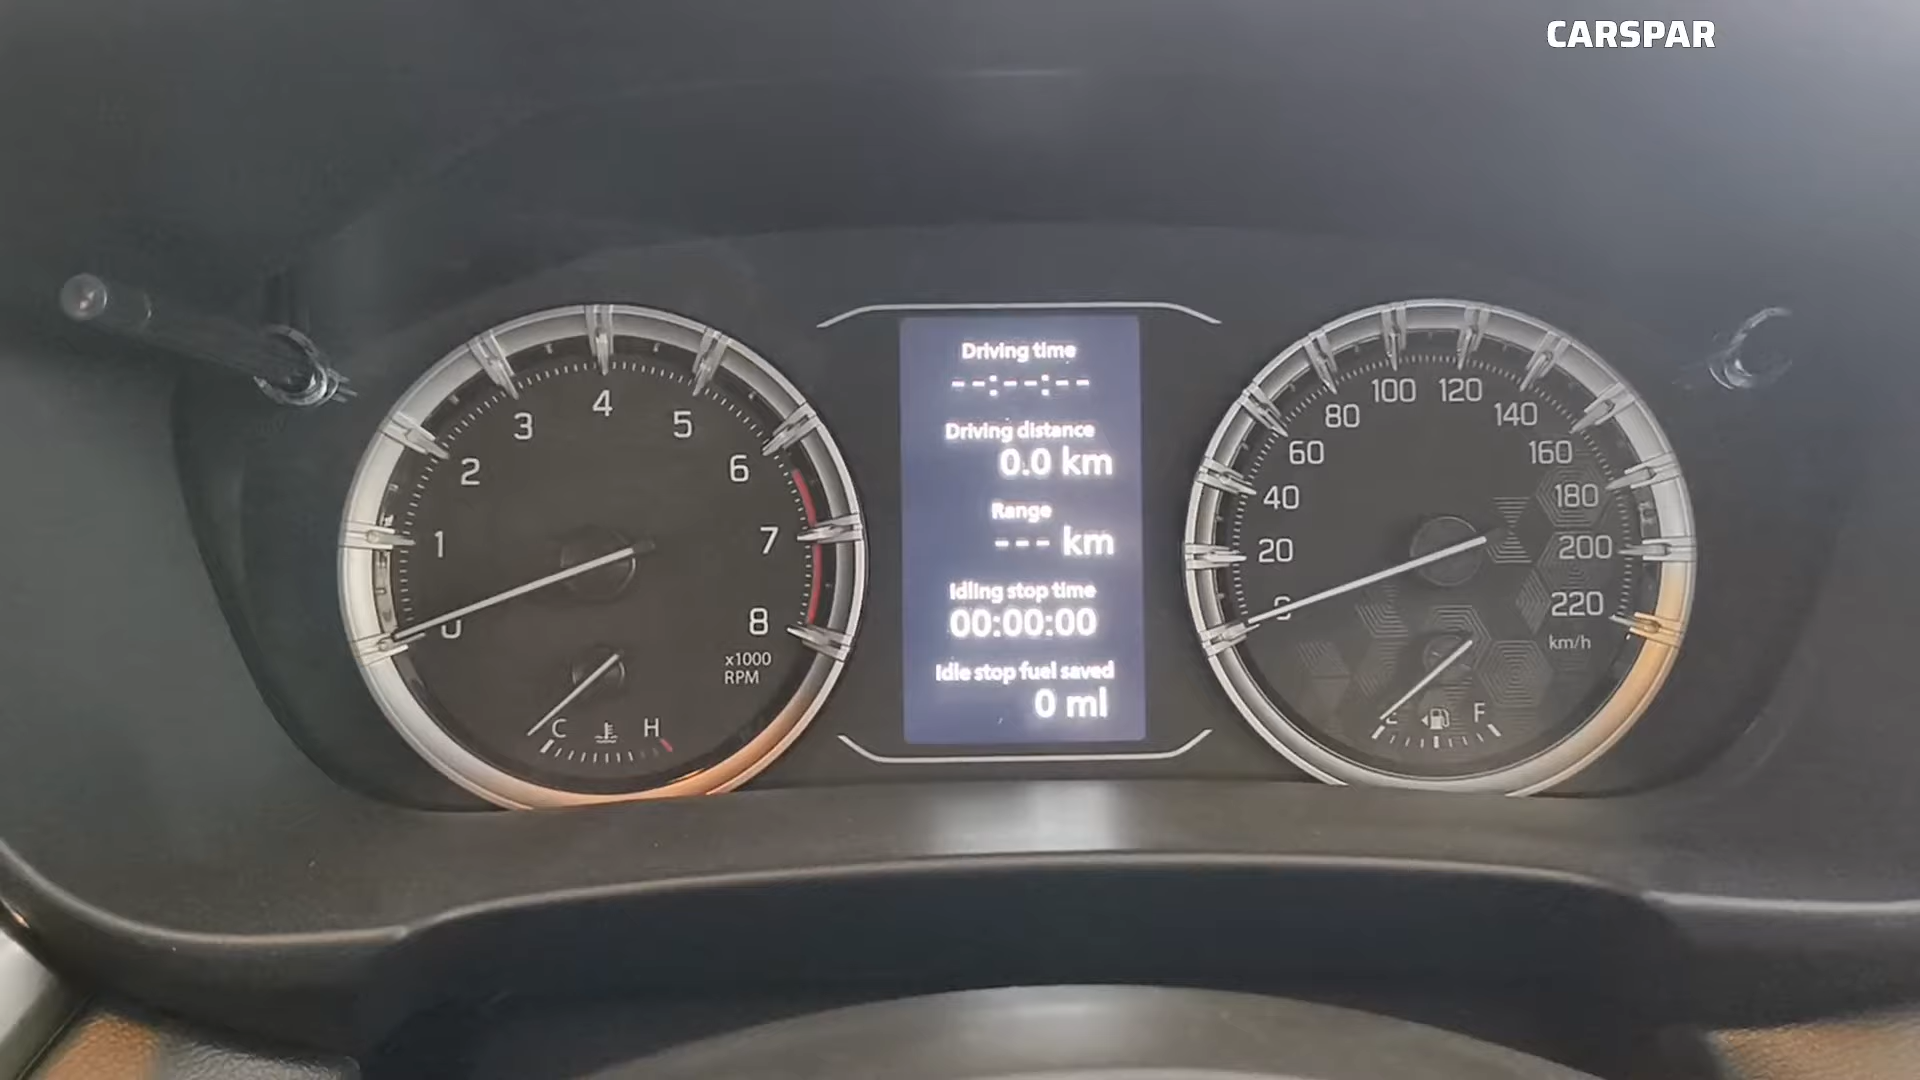 CARSPAR
0
1
2
3
4
5
6
7
8
x1000
RPM
C
H
Driving time
--:--:--
Driving distance
0.0 km
Range
--- km
Idling stop time
00:00:00
Idle stop fuel saved
0 ml
0
20
40
60
80
100
120
140
160
180
200
220
km/h
E
F